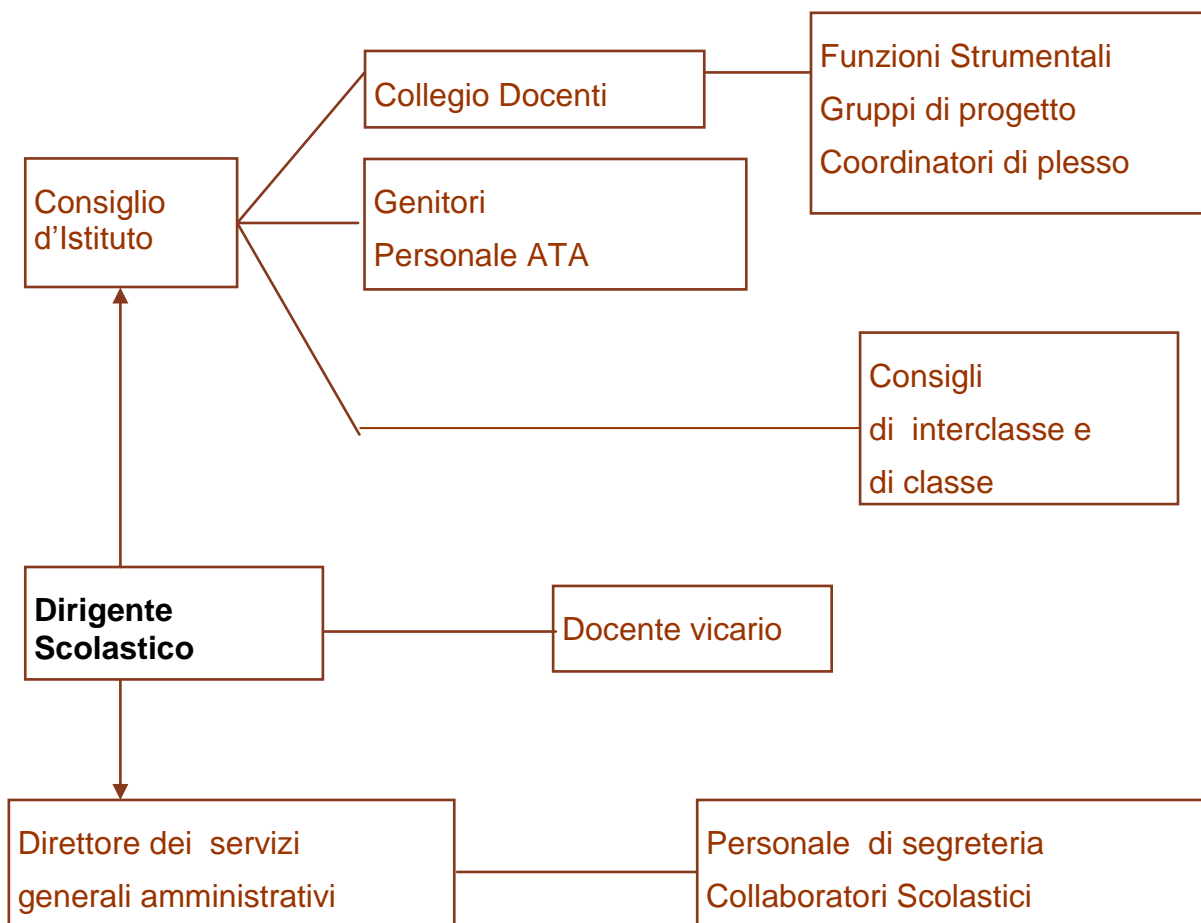 Collegio Docenti
Funzioni Strumentali
Gruppi di progetto
Coordinatori di plesso
Consiglio
d’Istituto
Genitori
Personale ATA
Consigli
di interclasse e
di classe
Dirigente
Scolastico
Docente vicario
Direttore dei servizi
generali amministrativi
Personale di segreteria
Collaboratori Scolastici